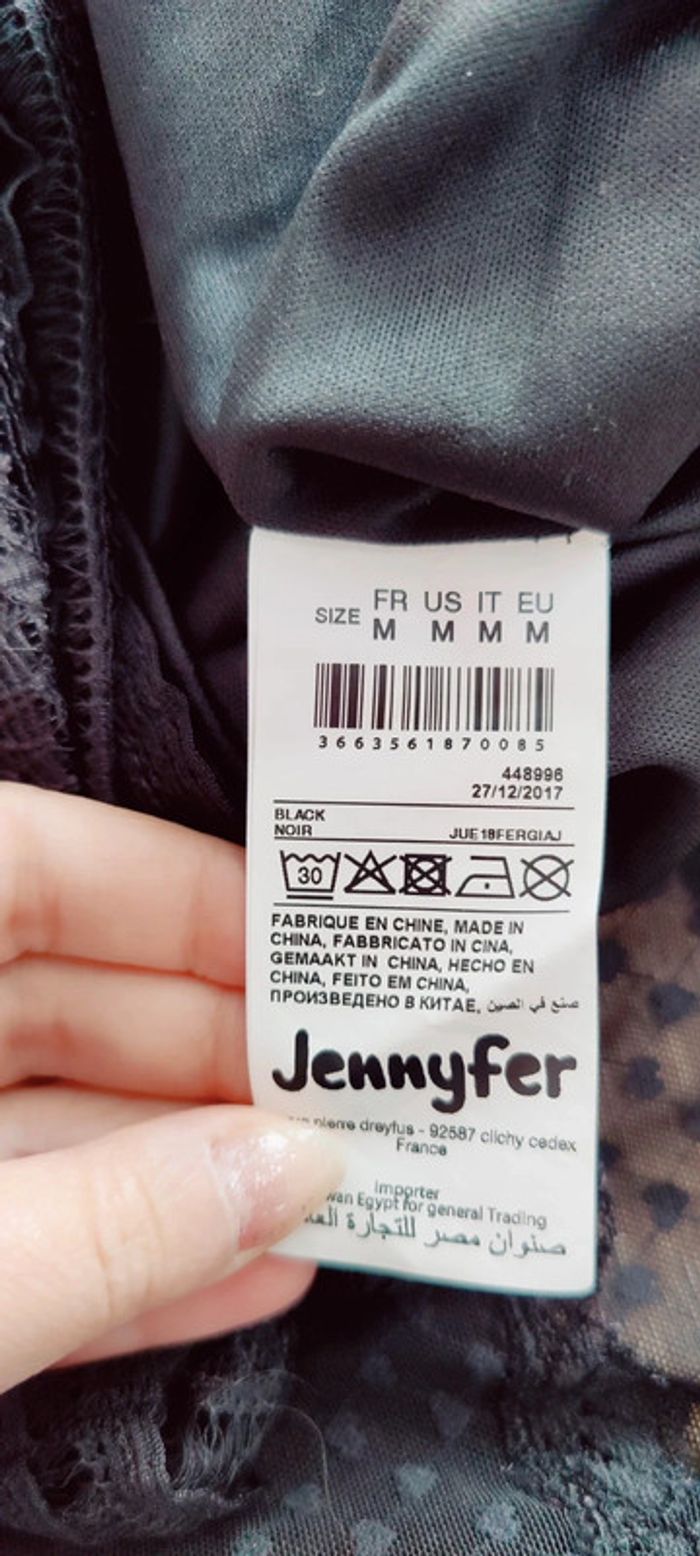 SIZE FR US IT EU
M M M M
3663561870085
448996
27/12/2017
BLACK
NOIR JUE18FERGIAJ
30
FABRIQUE EN CHINE, MADE IN
CHINA, FABBRICATO IN CINA,
GEMAAKT IN CHINA, HECHO EN
CHINA, FEITO EM CHINA,
ПРОИЗВЕДЕНО В КИТАЕ, صنع في الصين
Jennyfer
pierre dreyfus - 92587 clichy cedex
France
Importer
Egypt for general Trading
صنوان مصر للتجارة